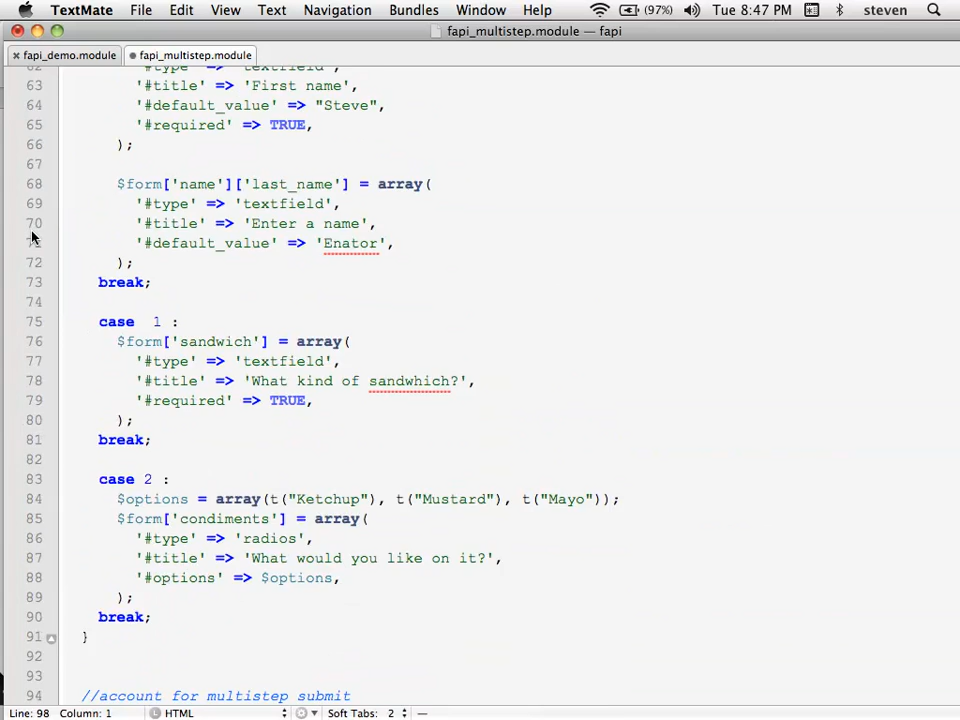 TextMate File Edit View Text Navigation Bundles Window Help (97%) Tue 8:47 PM steven
fapi_multistep.module — fapi
fapi_demo.module fapi_multistep.module
62 '#type' => 'textfield',
63 '#title' => 'First name',
64 '#default_value' => "Steve",
65 '#required' => TRUE,
66 );
67
68 $form['name']['last_name'] = array(
69 '#type' => 'textfield',
70 '#title' => 'Enter a name',
71 '#default_value' => 'Enator',
72 );
73 break;
74
75 case 1 :
76 $form['sandwich'] = array(
77 '#type' => 'textfield',
78 '#title' => 'What kind of sandwhich?',
79 '#required' => TRUE,
80 );
81 break;
82
83 case 2 :
84 $options = array(t("Ketchup"), t("Mustard"), t("Mayo"));
85 $form['condiments'] = array(
86 '#type' => 'radios',
87 '#title' => 'What would you like on it?',
88 '#options' => $options,
89 );
90 break;
91 }
92
93
94 //account for multistep submit
Line: 98 Column: 1 HTML Soft Tabs: 2 —